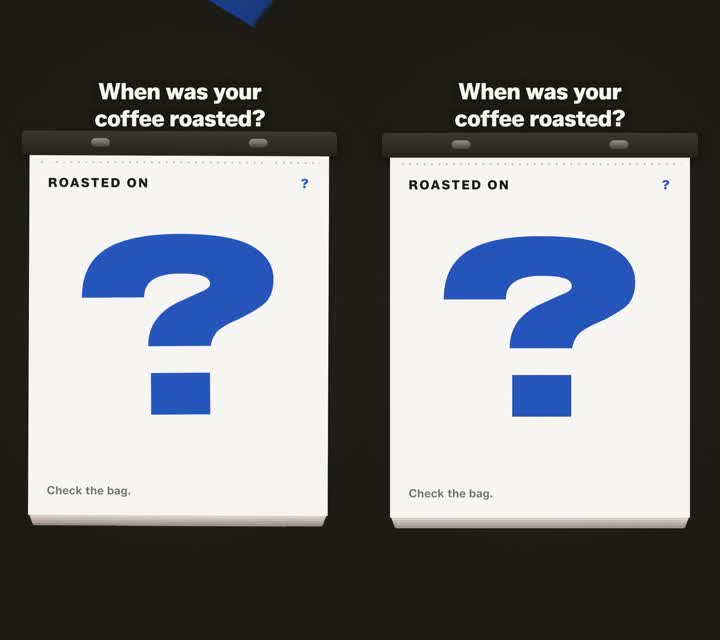 When was your
coffee roasted?
ROASTED ON ?
?
Check the bag.
When was your
coffee roasted?
ROASTED ON ?
?
Check the bag.